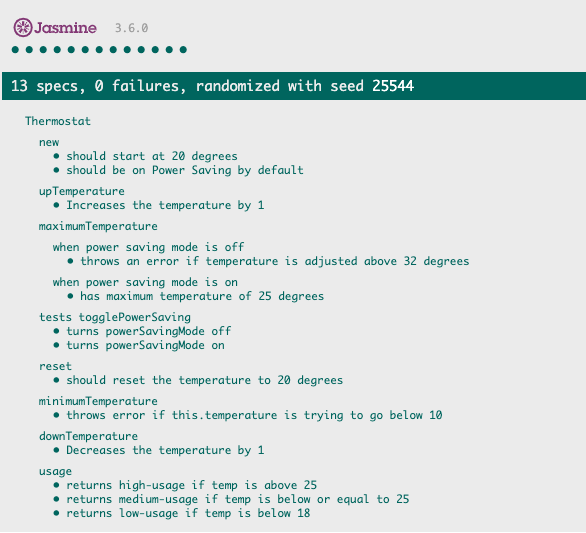 Jasmine 3.6.0
• • • • • • • • • • • • •
13 specs, 0 failures, randomized with seed 25544
Thermostat
new
• should start at 20 degrees
• should be on Power Saving by default
upTemperature
• Increases the temperature by 1
maximumTemperature
when power saving mode is off
• throws an error if temperature is adjusted above 32 degrees
when power saving mode is on
• has maximum temperature of 25 degrees
tests togglePowerSaving
• turns powerSavingMode off
• turns powerSavingMode on
reset
• should reset the temperature to 20 degrees
minimumTemperature
• throws error if this.temperature is trying to go below 10
downTemperature
• Decreases the temperature by 1
usage
• returns high-usage if temp is above 25
• returns medium-usage if temp is below or equal to 25
• returns low-usage if temp is below 18